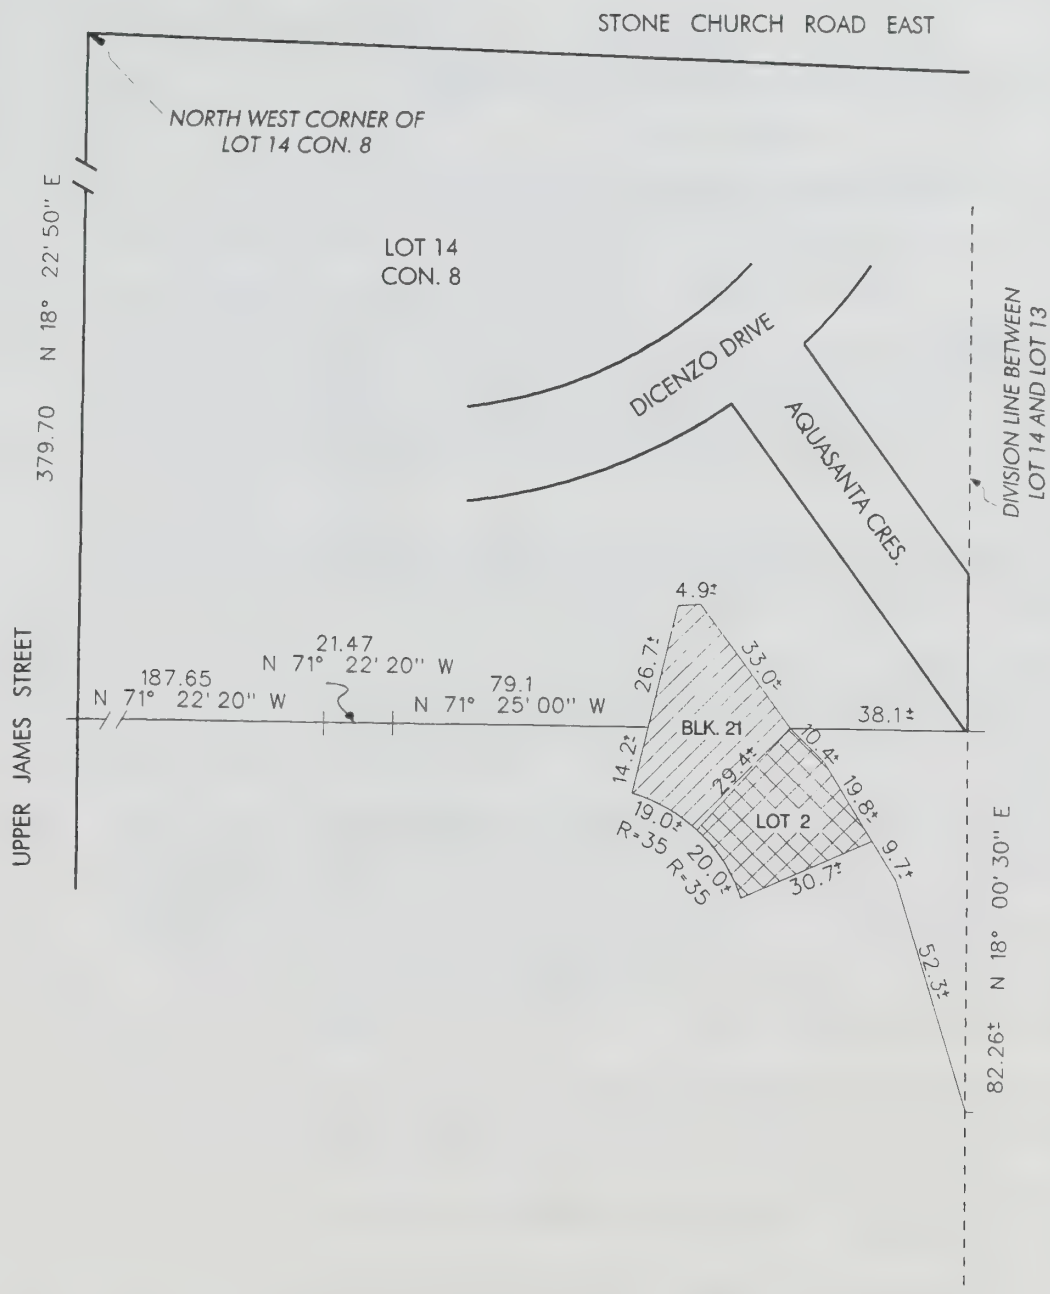 STONE CHURCH ROAD EAST
NORTH WEST CORNER OF
LOT 14 CON. 8
379.70 N 18° 22' 50" E
LOT 14
CON. 8
DICENZO DRIVE
AQUASANTA CRES.
DIVISION LINE BETWEEN
LOT 14 AND LOT 13
UPPER JAMES STREET
187.65
N 71° 22' 20" W
21.47
N 71° 22' 20" W
79.1
N 71° 25' 00" W
4.9±
26.7±
33.0±
38.1±
BLK. 21
14.2±
29.4±
10.4±
19.8±
LOT 2
19.0±
R=35
20.0±
R=35
30.7±
9.7±
52.3±
82.26± N 18° 00' 30" E